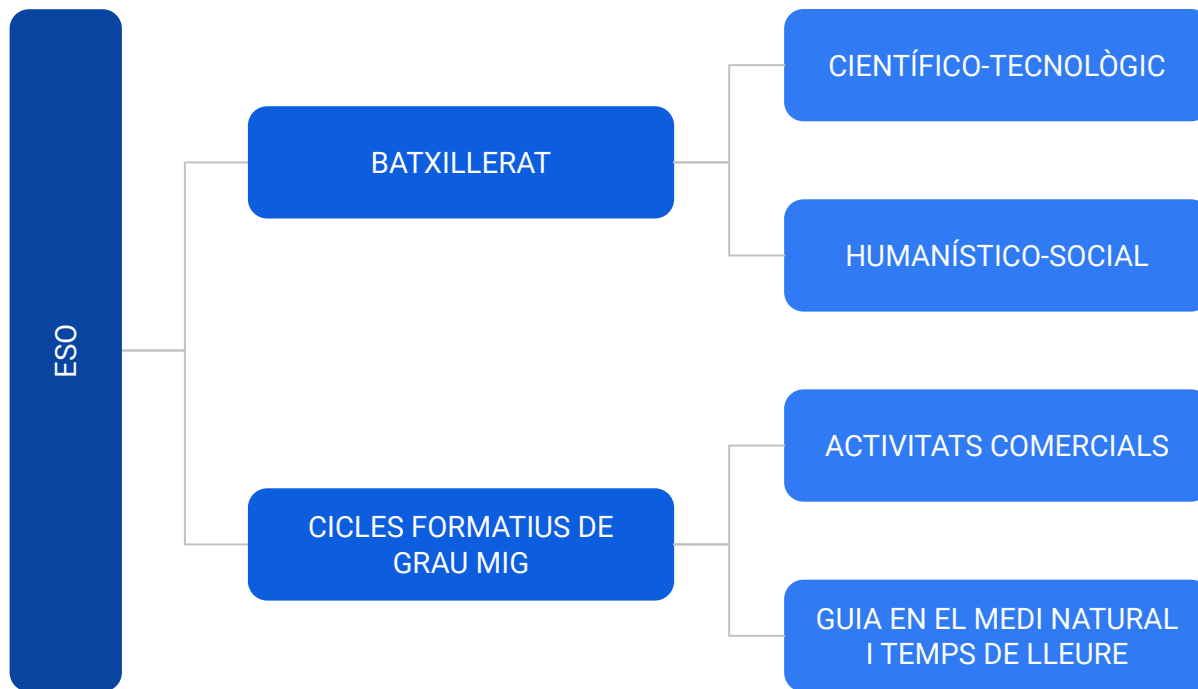 ESO
BATXILLERAT
CIENTÍFICO-TECNOLÒGIC
HUMANÍSTICO-SOCIAL
CICLES FORMATIUS DE
GRAU MIG
ACTIVITATS COMERCIALS
GUIA EN EL MEDI NATURAL
I TEMPS DE LLEURE